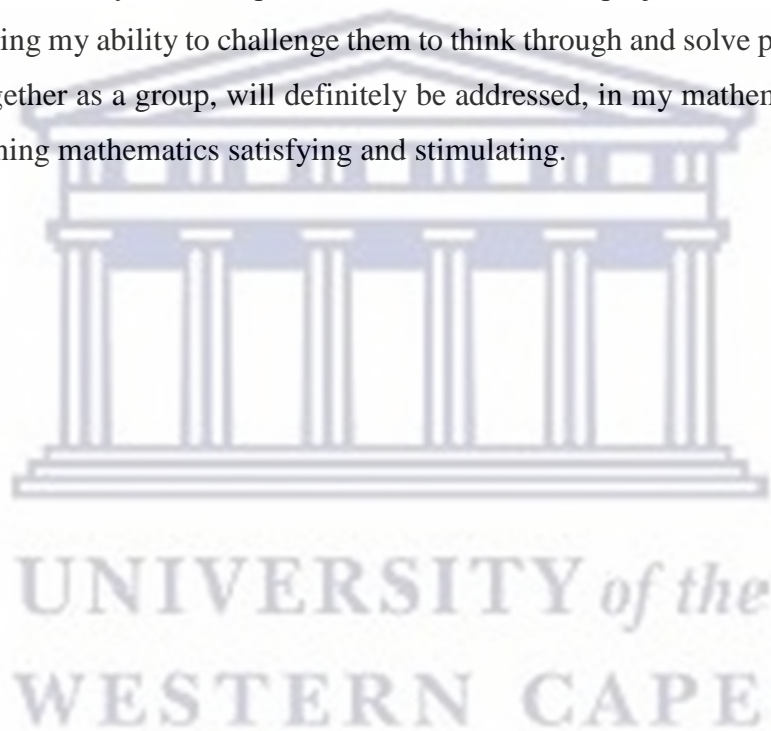 ing my ability to challenge them to think through and solve p
gether as a group, will definitely be addressed, in my mathem
ning mathematics satisfying and stimulating.
UNIVERSITY of the
WESTERN CAPE